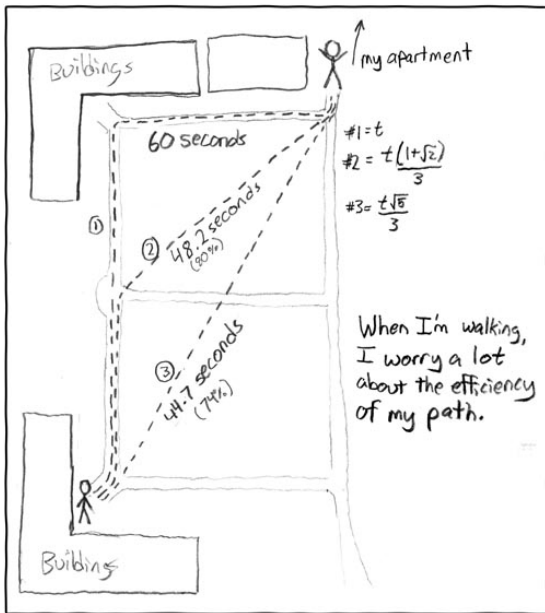 Buildings
my apartment
60 seconds
#1=t
#2= t(1+√2)
3
#3= t√5
3
①
②
48.2 seconds
(80%)
③
44.7 seconds
(74%)
When I'm walking,
I worry a lot
about the efficiency
of my path.
Buildings